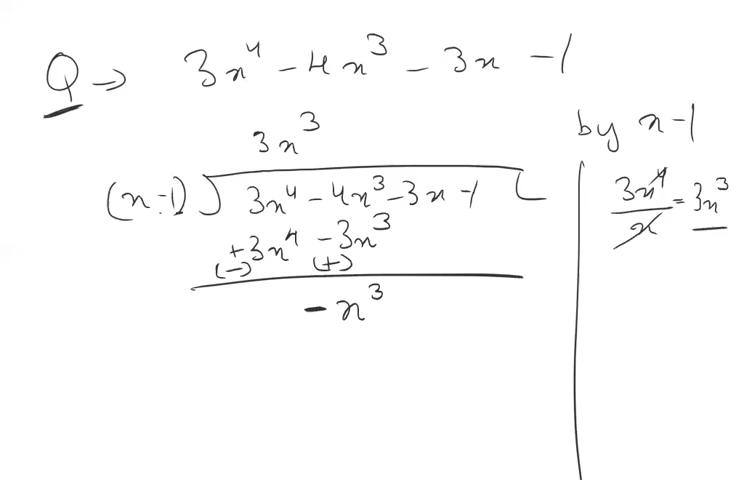 Q → 3x⁴ - 4x³ - 3x - 1
by x - 1
3x³
(x-1) ) 3x⁴ - 4x³ - 3x - 1 (
+3x⁴ - 3x³
(-) (+)
- x³
3x⁴/x = 3x³